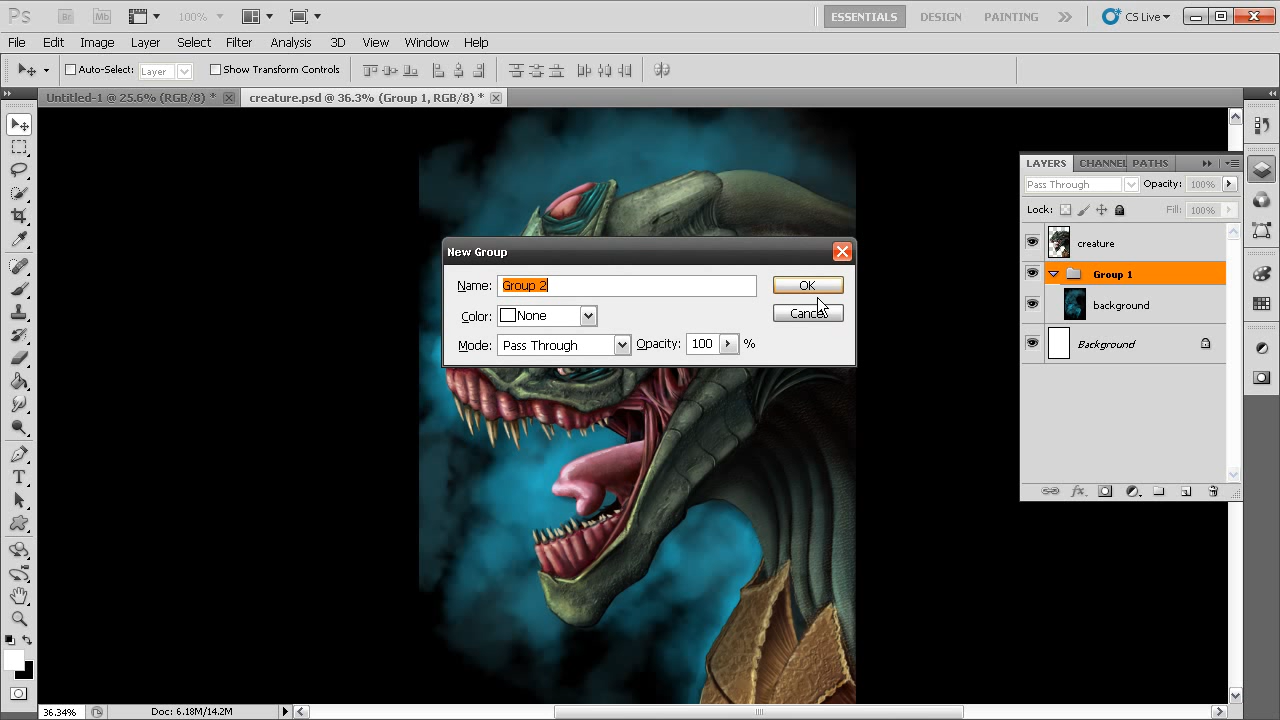 Ps Br Mb 100% ESSENTIALS DESIGN PAINTING CS Live
File Edit Image Layer Select Filter Analysis 3D View Window Help
Auto-Select: Layer Show Transform Controls
Untitled-1 @ 25.6% (RGB/8) * creature.psd @ 36.3% (Group 1, RGB/8) *
LAYERS CHANNEL PATHS
Pass Through Opacity: 100%
Lock: Fill: 100%
creature
Group 1
background
Background
New Group
Name: Group 2 OK
Color: None Cancel
Mode: Pass Through Opacity: 100 %
36.34% Doc: 6.18M/14.2M